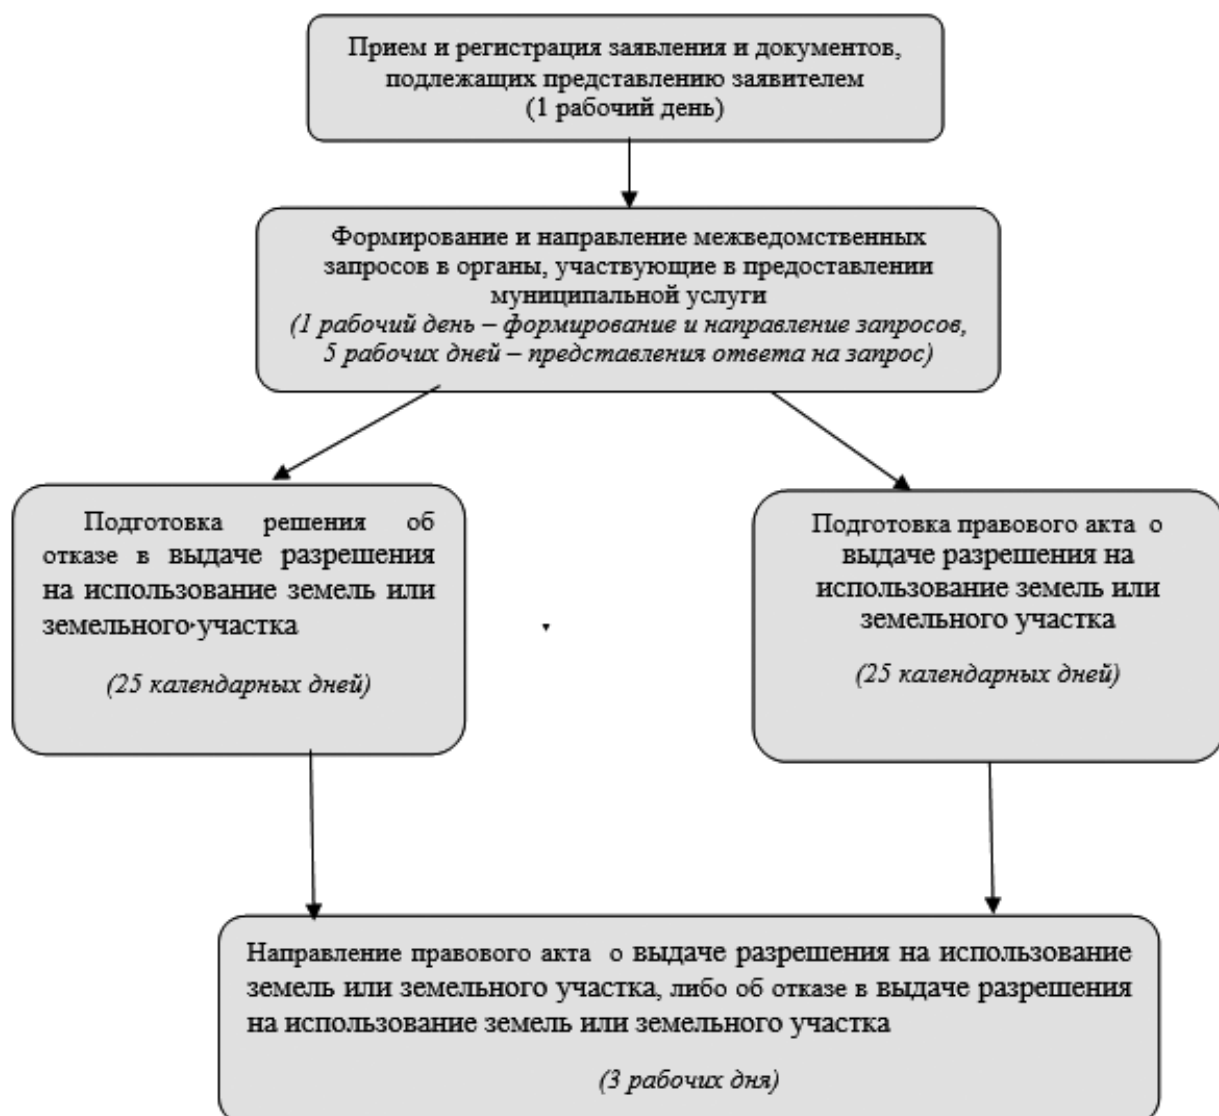 Прием и регистрация заявления и документов,
подлежащих представлению заявителем
(1 рабочий день)
Формирование и направление межведомственных
запросов в органы, участвующие в предоставлении
муниципальной услуги
(1 рабочий день – формирование и направление запросов,
5 рабочих дней – представления ответа на запрос)
Подготовка решения об
отказе в выдаче разрешения
на использование земель или
земельного участка
(25 календарных дней)
Подготовка правового акта о
выдаче разрешения на
использование земель или
земельного участка
(25 календарных дней)
Направление правового акта о выдаче разрешения на использование
земель или земельного участка, либо об отказе в выдаче разрешения
на использование земель или земельного участка
(3 рабочих дня)